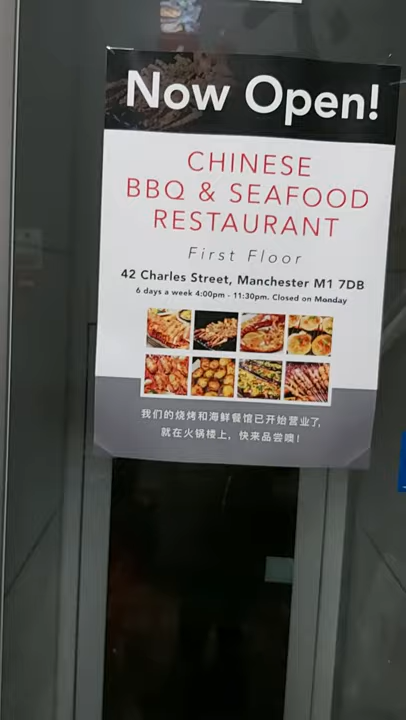 Now Open!
CHINESE
BBQ & SEAFOOD
RESTAURANT
First Floor
42 Charles Street, Manchester M1 7DB
6 days a week 4:00pm - 11:30pm. Closed on Monday
我们的烧烤和海鲜餐馆已开始营业了,
就在火锅楼上，快来品尝噢！